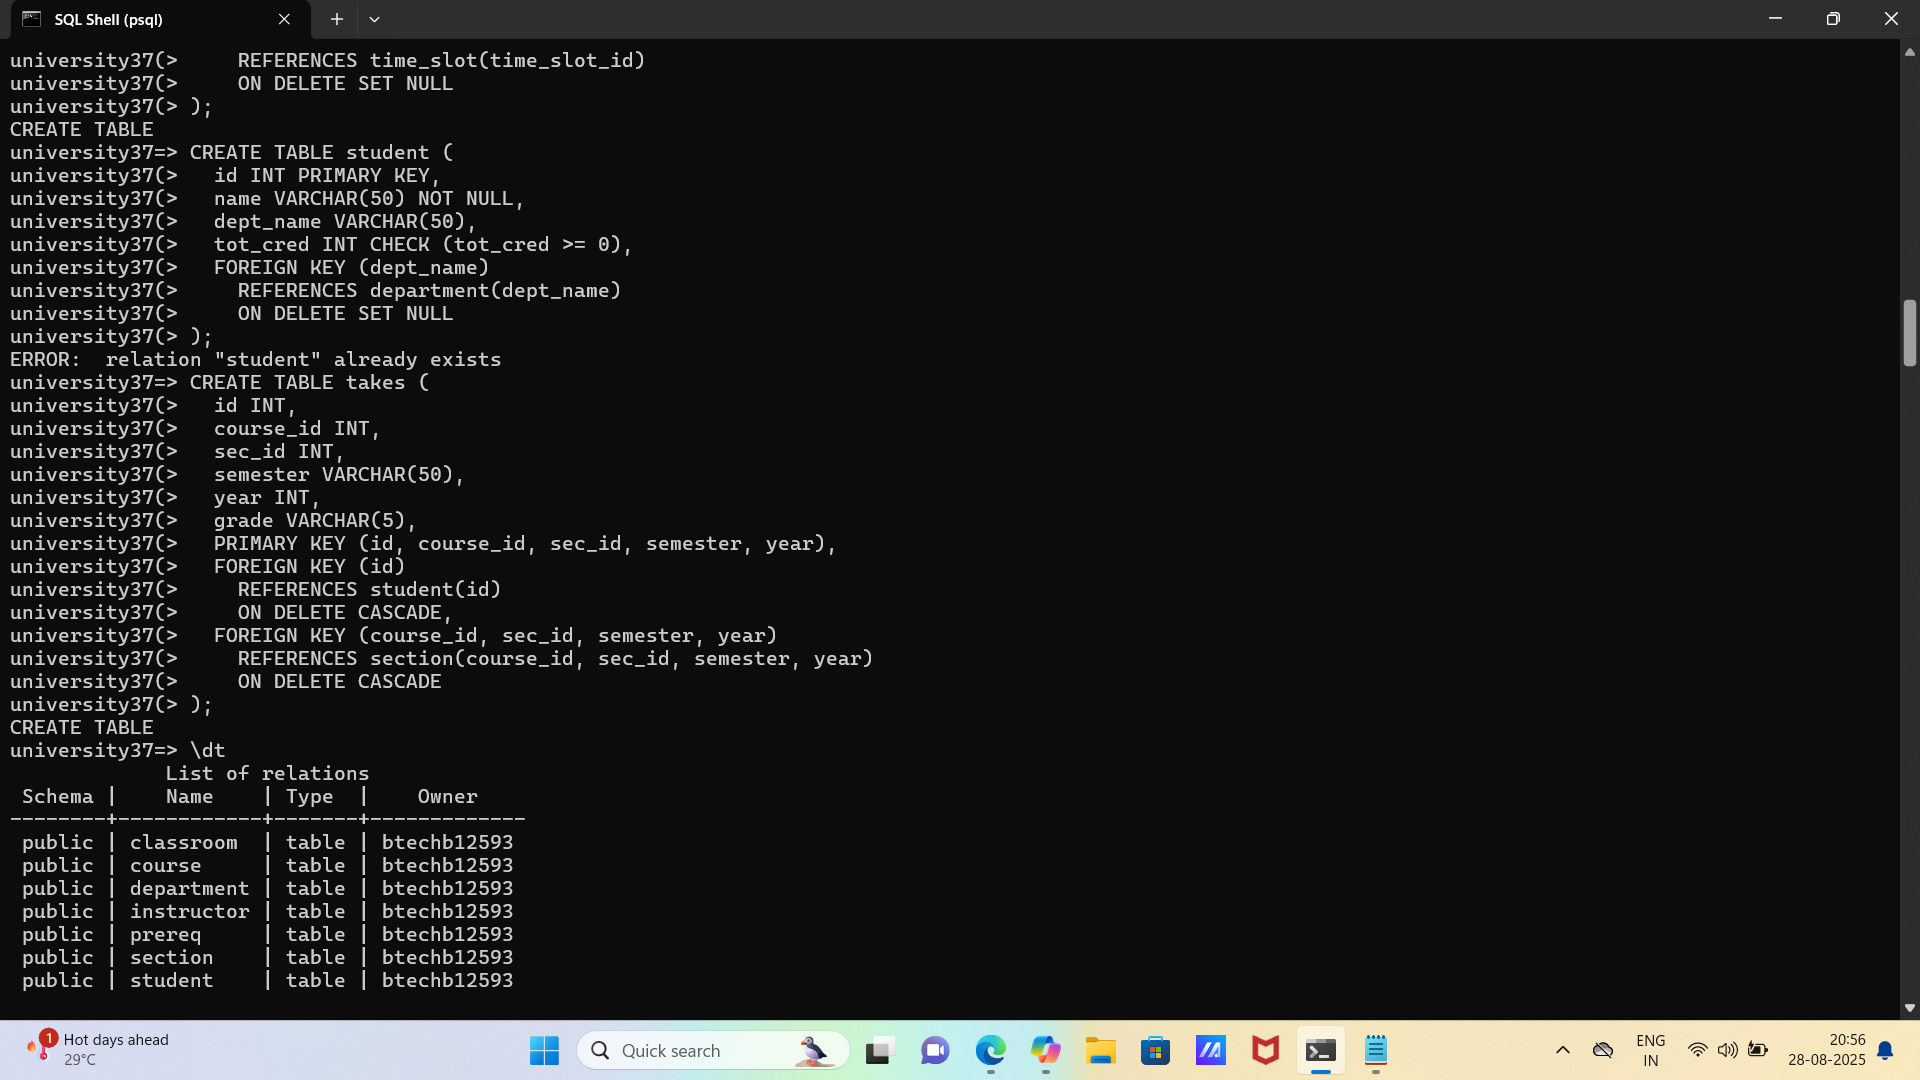 SQL Shell (psql)
university37(>     REFERENCES time_slot(time_slot_id)
university37(>     ON DELETE SET NULL
university37(> );
CREATE TABLE
university37=> CREATE TABLE student (
university37(>   id INT PRIMARY KEY,
university37(>   name VARCHAR(50) NOT NULL,
university37(>   dept_name VARCHAR(50),
university37(>   tot_cred INT CHECK (tot_cred >= 0),
university37(>   FOREIGN KEY (dept_name)
university37(>     REFERENCES department(dept_name)
university37(>     ON DELETE SET NULL
university37(> );
ERROR:  relation "student" already exists
university37=> CREATE TABLE takes (
university37(>   id INT,
university37(>   course_id INT,
university37(>   sec_id INT,
university37(>   semester VARCHAR(50),
university37(>   year INT,
university37(>   grade VARCHAR(5),
university37(>   PRIMARY KEY (id, course_id, sec_id, semester, year),
university37(>   FOREIGN KEY (id)
university37(>     REFERENCES student(id)
university37(>     ON DELETE CASCADE,
university37(>   FOREIGN KEY (course_id, sec_id, semester, year)
university37(>     REFERENCES section(course_id, sec_id, semester, year)
university37(>     ON DELETE CASCADE
university37(> );
CREATE TABLE
university37=> \dt
             List of relations
 Schema |    Name    | Type  |    Owner
--------+------------+-------+-------------
 public | classroom  | table | btechb12593
 public | course     | table | btechb12593
 public | department | table | btechb12593
 public | instructor | table | btechb12593
 public | prereq     | table | btechb12593
 public | section    | table | btechb12593
 public | student    | table | btechb12593
1
Hot days ahead
29°C
Quick search
ENG
IN
20:56
28-08-2025